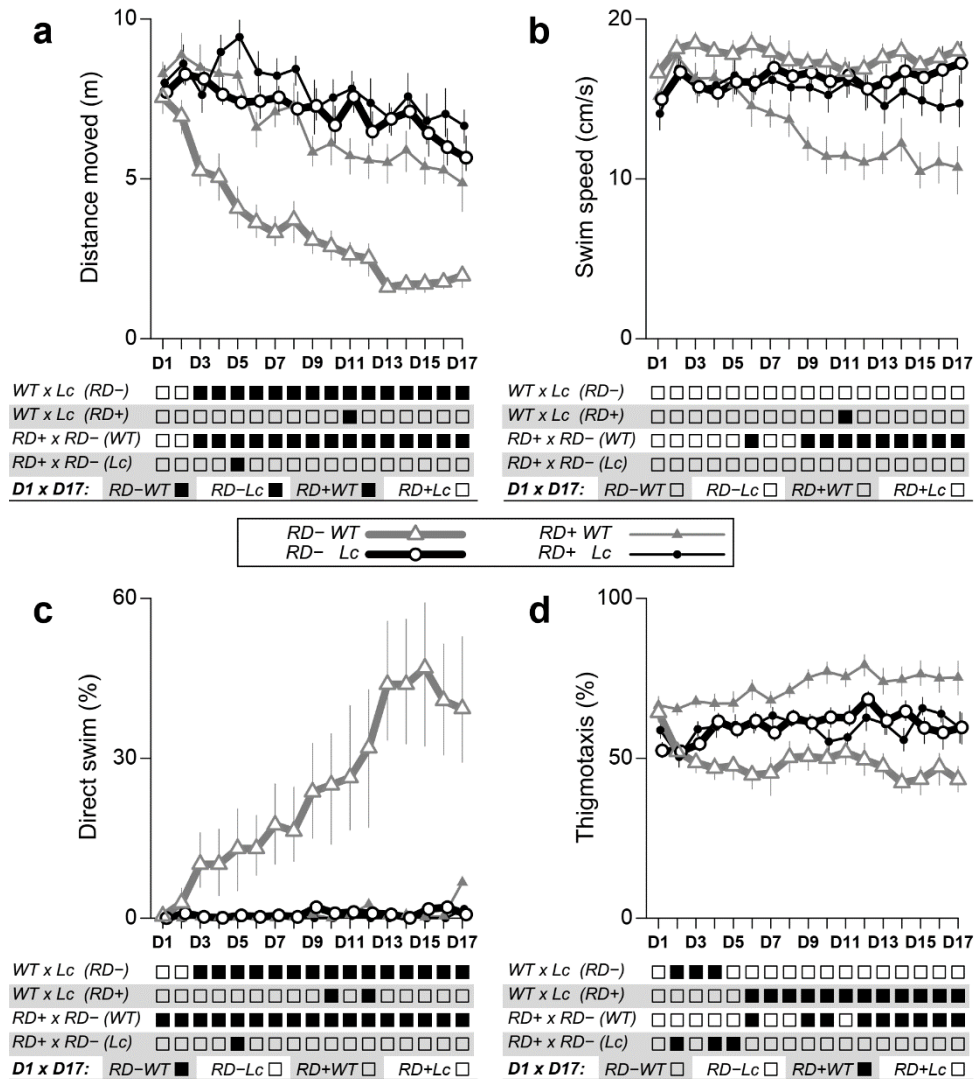 a
10
5
0
Distance moved (m)
D1 D3 D5 D7 D9 D11 D13 D15 D17
WT x Lc (RD−)
WT x Lc (RD+)
RD+ x RD− (WT)
RD+ x RD− (Lc)
D1 x D17: RD−WT RD−Lc RD+WT RD+Lc
b
20
10
0
Swim speed (cm/s)
D1 D3 D5 D7 D9 D11 D13 D15 D17
WT x Lc (RD−)
WT x Lc (RD+)
RD+ x RD− (WT)
RD+ x RD− (Lc)
D1 x D17: RD−WT RD−Lc RD+WT RD+Lc
RD− WT RD+ WT
RD− Lc RD+ Lc
c
60
30
0
Direct swim (%)
D1 D3 D5 D7 D9 D11 D13 D15 D17
WT x Lc (RD−)
WT x Lc (RD+)
RD+ x RD− (WT)
RD+ x RD− (Lc)
D1 x D17: RD−WT RD−Lc RD+WT RD+Lc
d
100
50
0
Thigmotaxis (%)
D1 D3 D5 D7 D9 D11 D13 D15 D17
WT x Lc (RD−)
WT x Lc (RD+)
RD+ x RD− (WT)
RD+ x RD− (Lc)
D1 x D17: RD−WT RD−Lc RD+WT RD+Lc